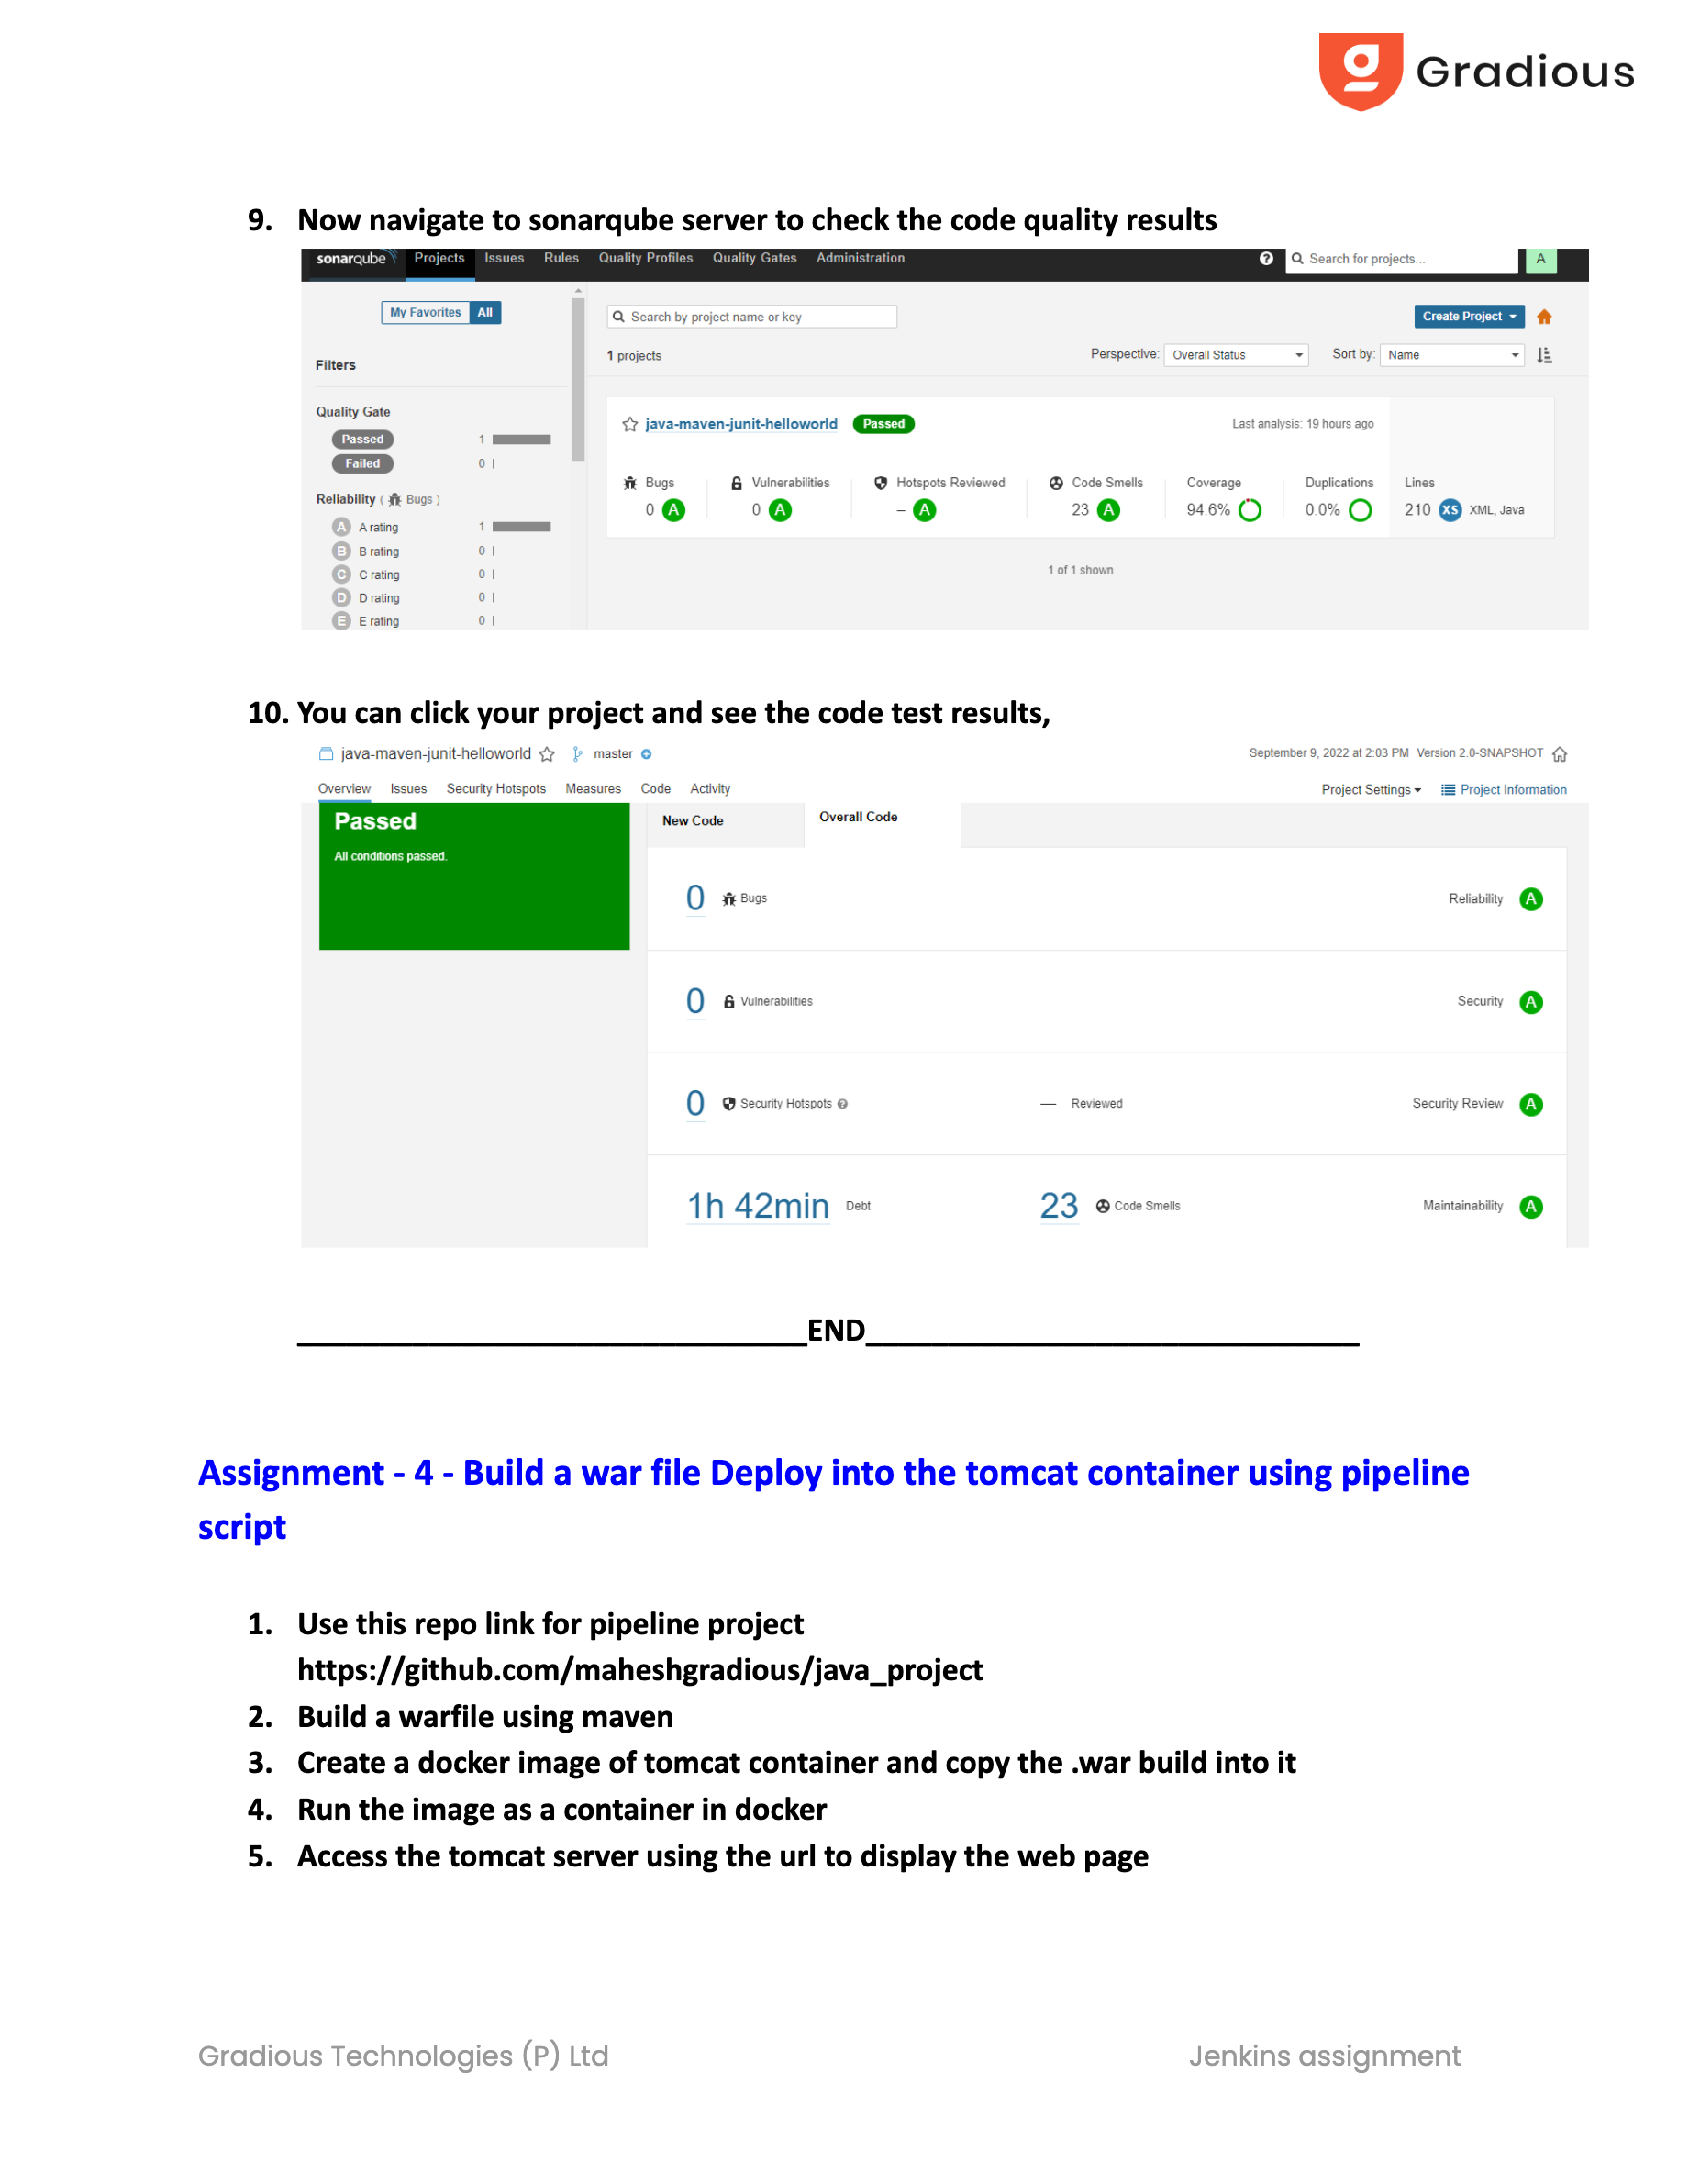 Gradious
9. Now navigate to sonarqube server to check the code quality results
sonarqube Projects Issues Rules Quality Profiles Quality Gates Administration Search for projects... A
My Favorites All
Search by project name or key
Create Project
1 projects
Perspective: Overall Status Sort by: Name
Filters
Quality Gate
Passed 1
Failed 0
Reliability ( Bugs )
A A rating 1
B B rating 0
C C rating 0
D D rating 0
E E rating 0
java-maven-junit-helloworld Passed Last analysis: 19 hours ago
Bugs Vulnerabilities Hotspots Reviewed Code Smells Coverage Duplications Lines
0 A 0 A – A 23 A 94.6% 0.0% 210 XS XML, Java
1 of 1 shown
10. You can click your project and see the code test results,
java-maven-junit-helloworld master September 9, 2022 at 2:03 PM Version 2.0-SNAPSHOT
Overview Issues Security Hotspots Measures Code Activity Project Settings Project Information
Passed
All conditions passed.
New Code Overall Code
0 Bugs Reliability A
0 Vulnerabilities Security A
0 Security Hotspots — Reviewed Security Review A
1h 42min Debt 23 Code Smells Maintainability A
END
Assignment - 4 - Build a war file Deploy into the tomcat container using pipeline
script
1. Use this repo link for pipeline project
https://github.com/maheshgradious/java_project
2. Build a warfile using maven
3. Create a docker image of tomcat container and copy the .war build into it
4. Run the image as a container in docker
5. Access the tomcat server using the url to display the web page
Gradious Technologies (P) Ltd Jenkins assignment